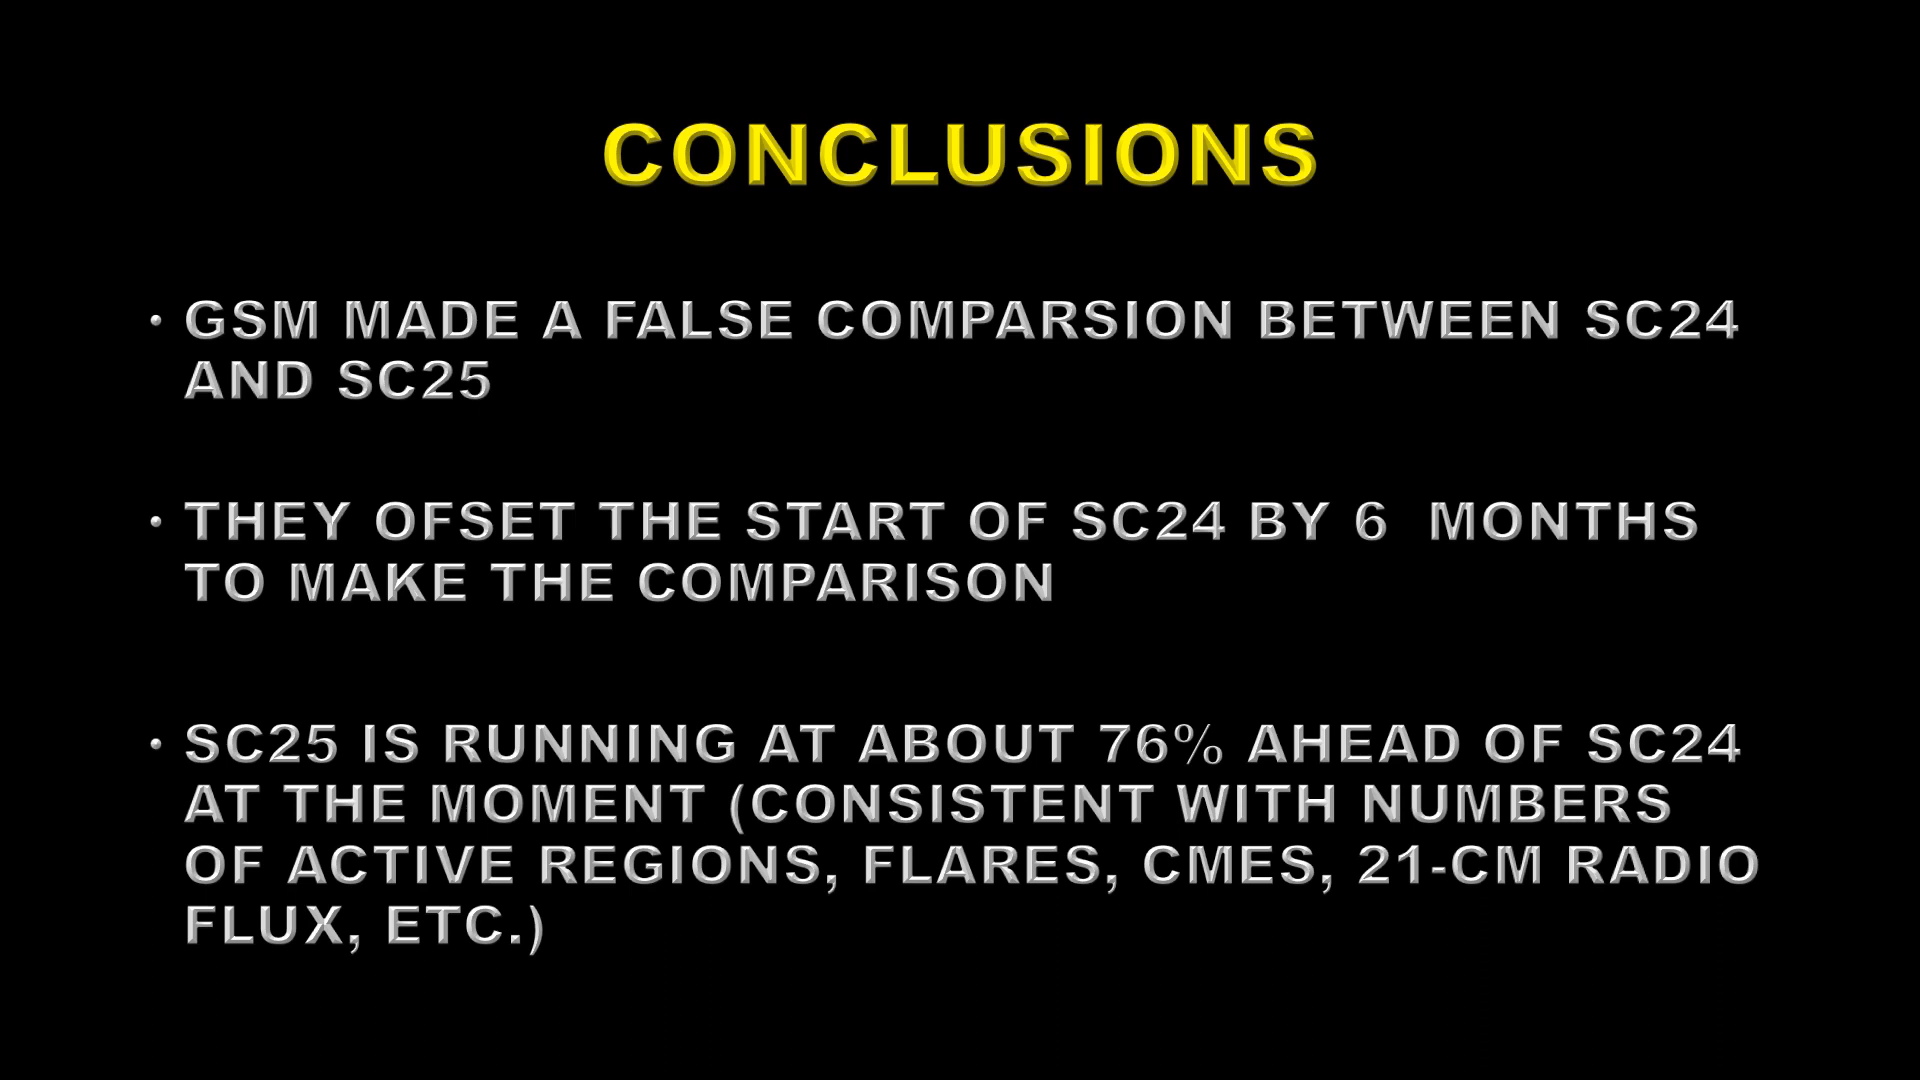 CONCLUSIONS
• GSM MADE A FALSE COMPARSION BETWEEN SC24
AND SC25
• THEY OFSET THE START OF SC24 BY 6  MONTHS
TO MAKE THE COMPARISON
• SC25 IS RUNNING AT ABOUT 76% AHEAD OF SC24
AT THE MOMENT (CONSISTENT WITH NUMBERS
OF ACTIVE REGIONS, FLARES, CMES, 21-CM RADIO
FLUX, ETC.)